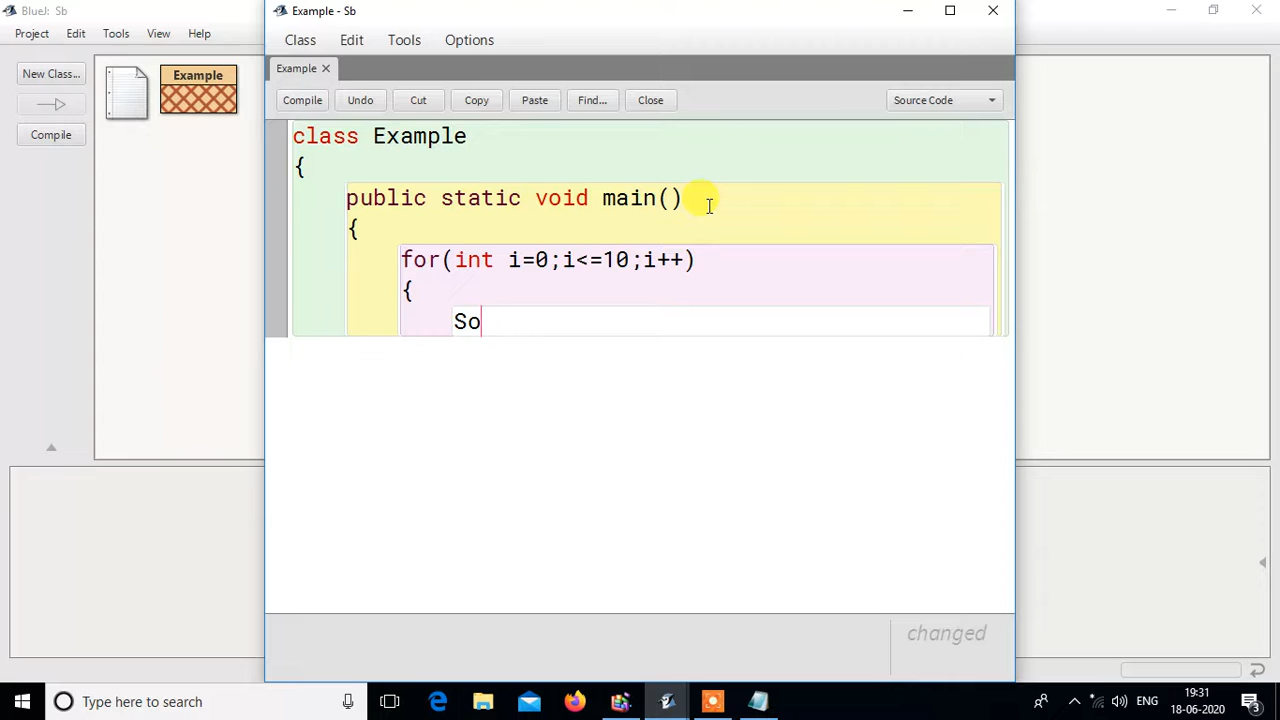 BlueJ: Sb
Project Edit Tools View Help
New Class...
Compile
Example
Example - Sb
Class Edit Tools Options
Example
Compile Undo Cut Copy Paste Find... Close Source Code
class Example
{
public static void main()
{
for(int i=0;i<=10;i++)
{
So
changed
Type here to search
ENG
19:31
18-06-2020
3